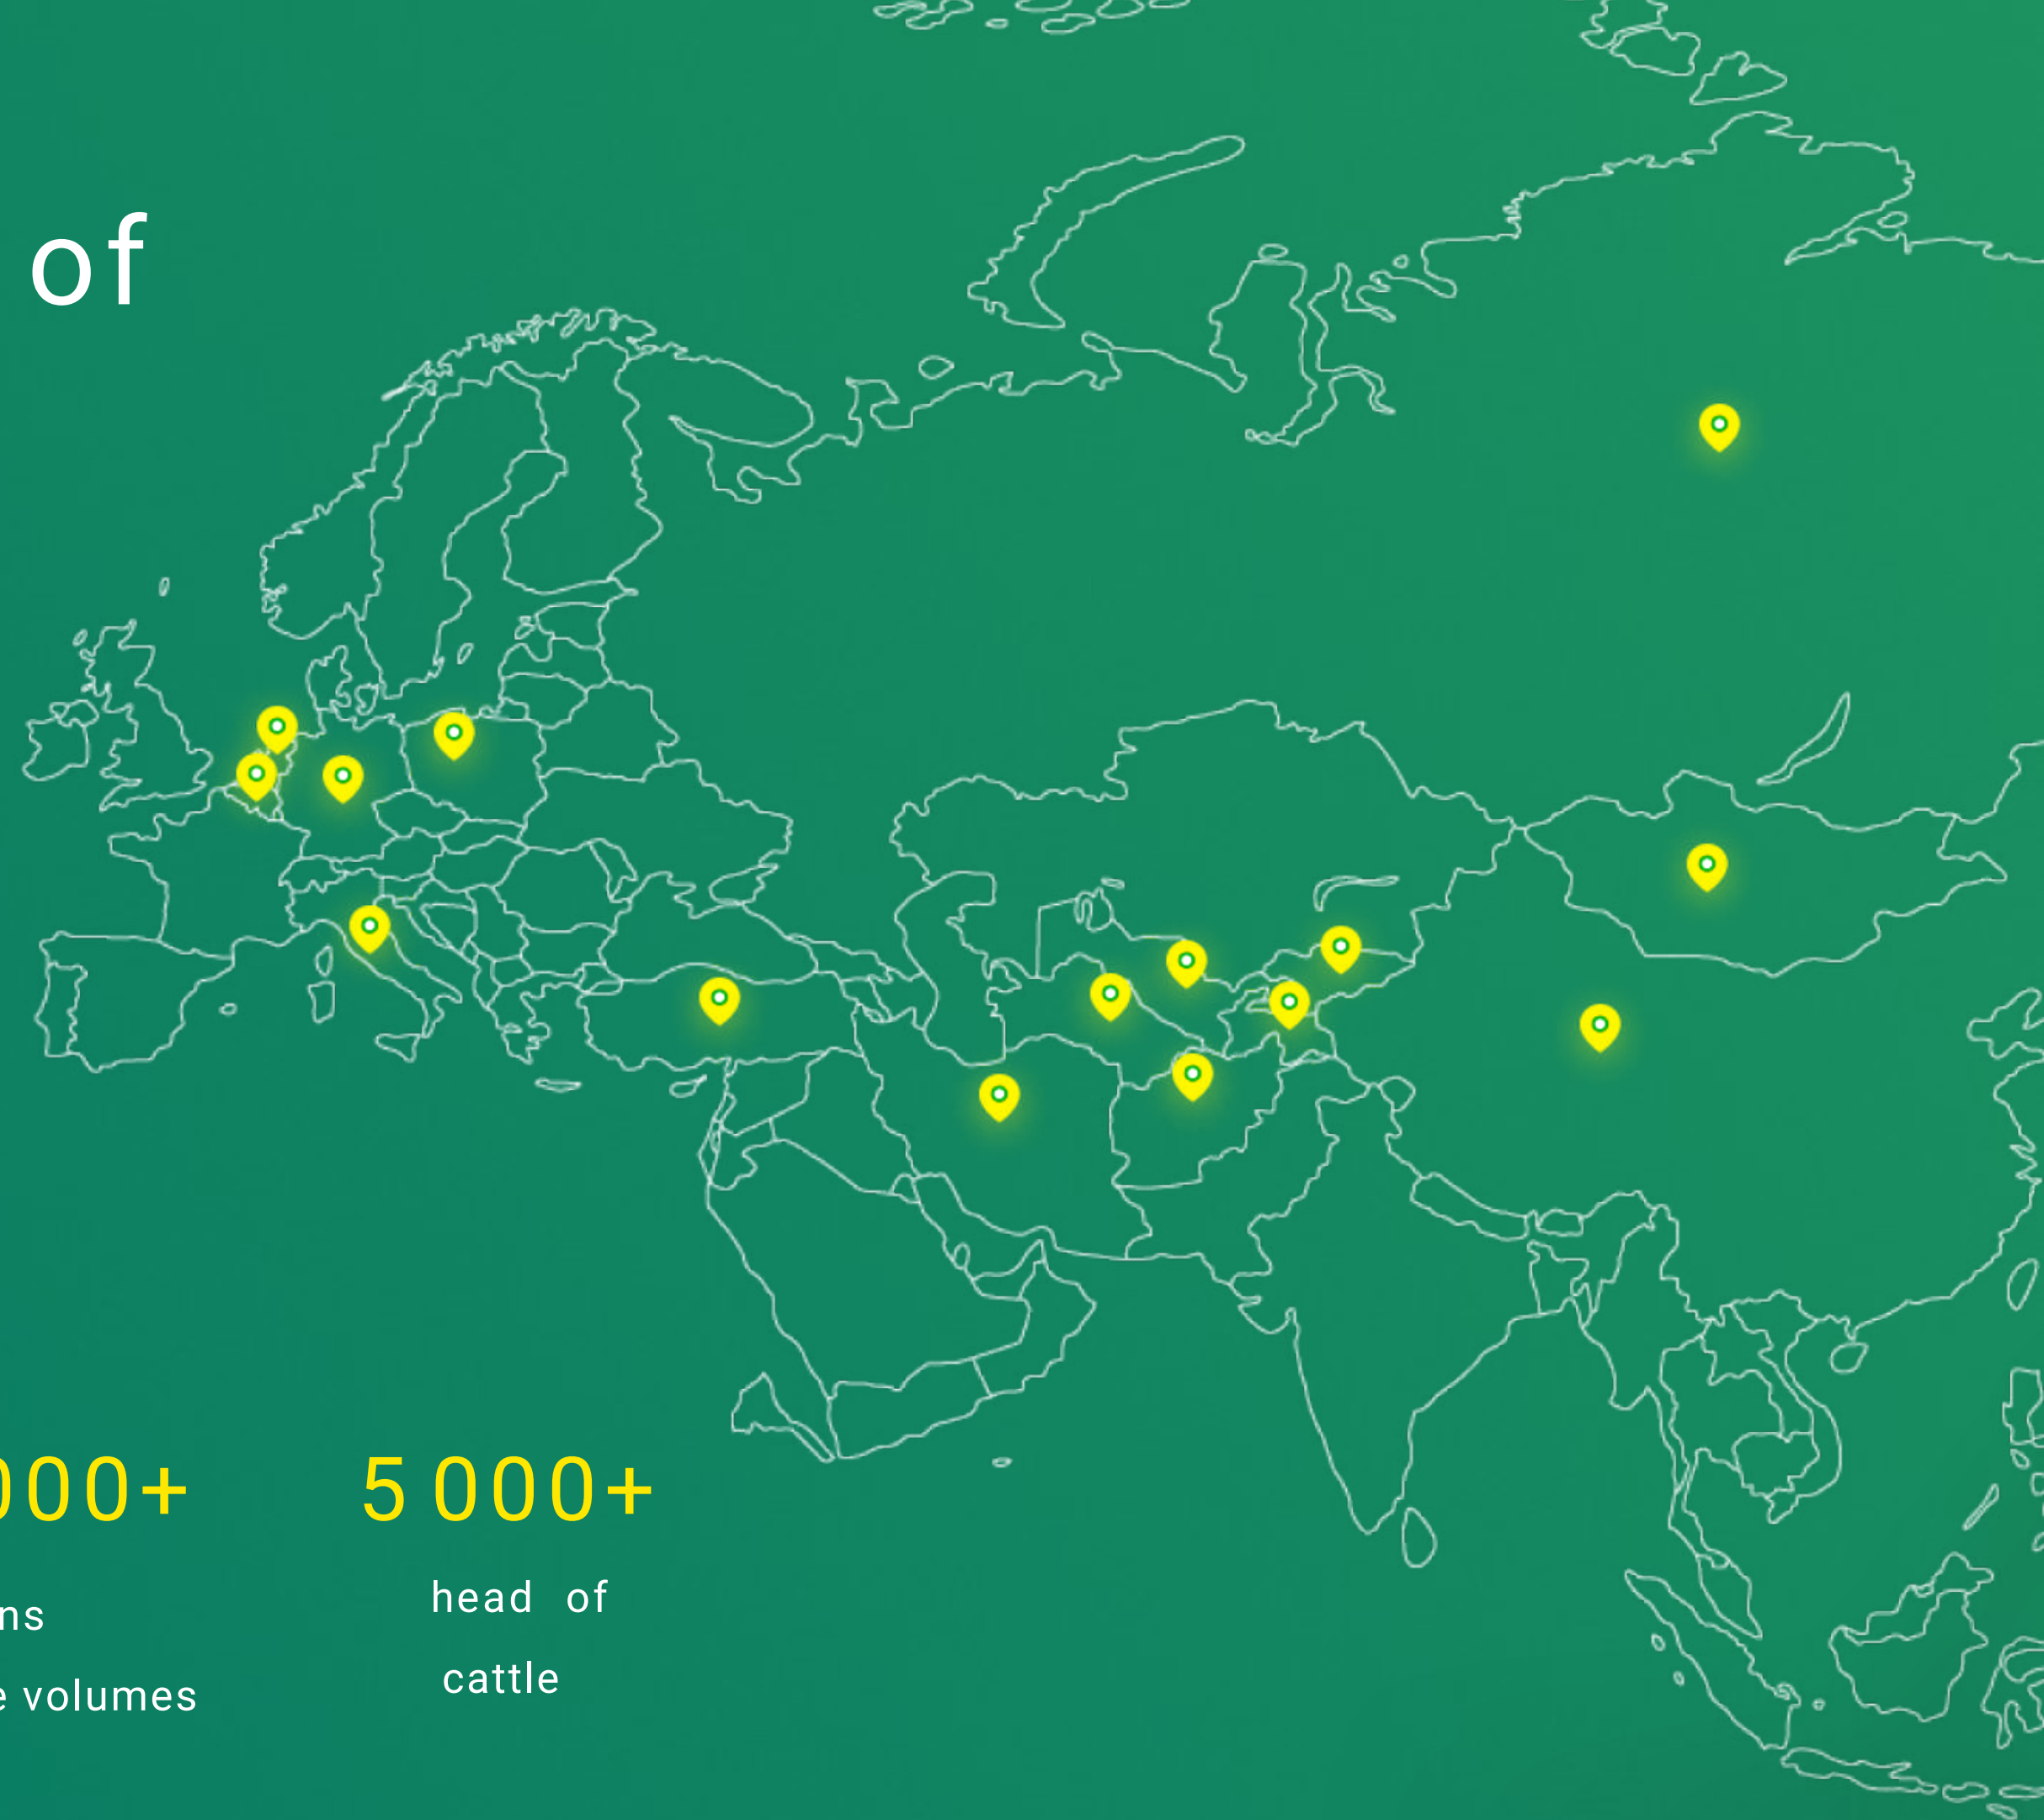 of
000+
5 000+
ns
head of
e volumes
cattle